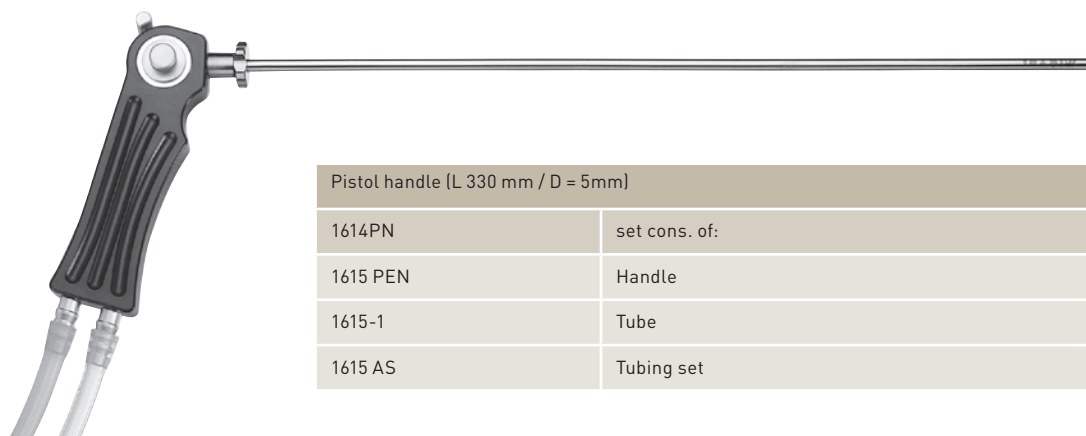 Pistol handle (L 330 mm / D = 5mm)
1614PN set cons. of:
1615 PEN Handle
1615-1 Tube
1615 AS Tubing set